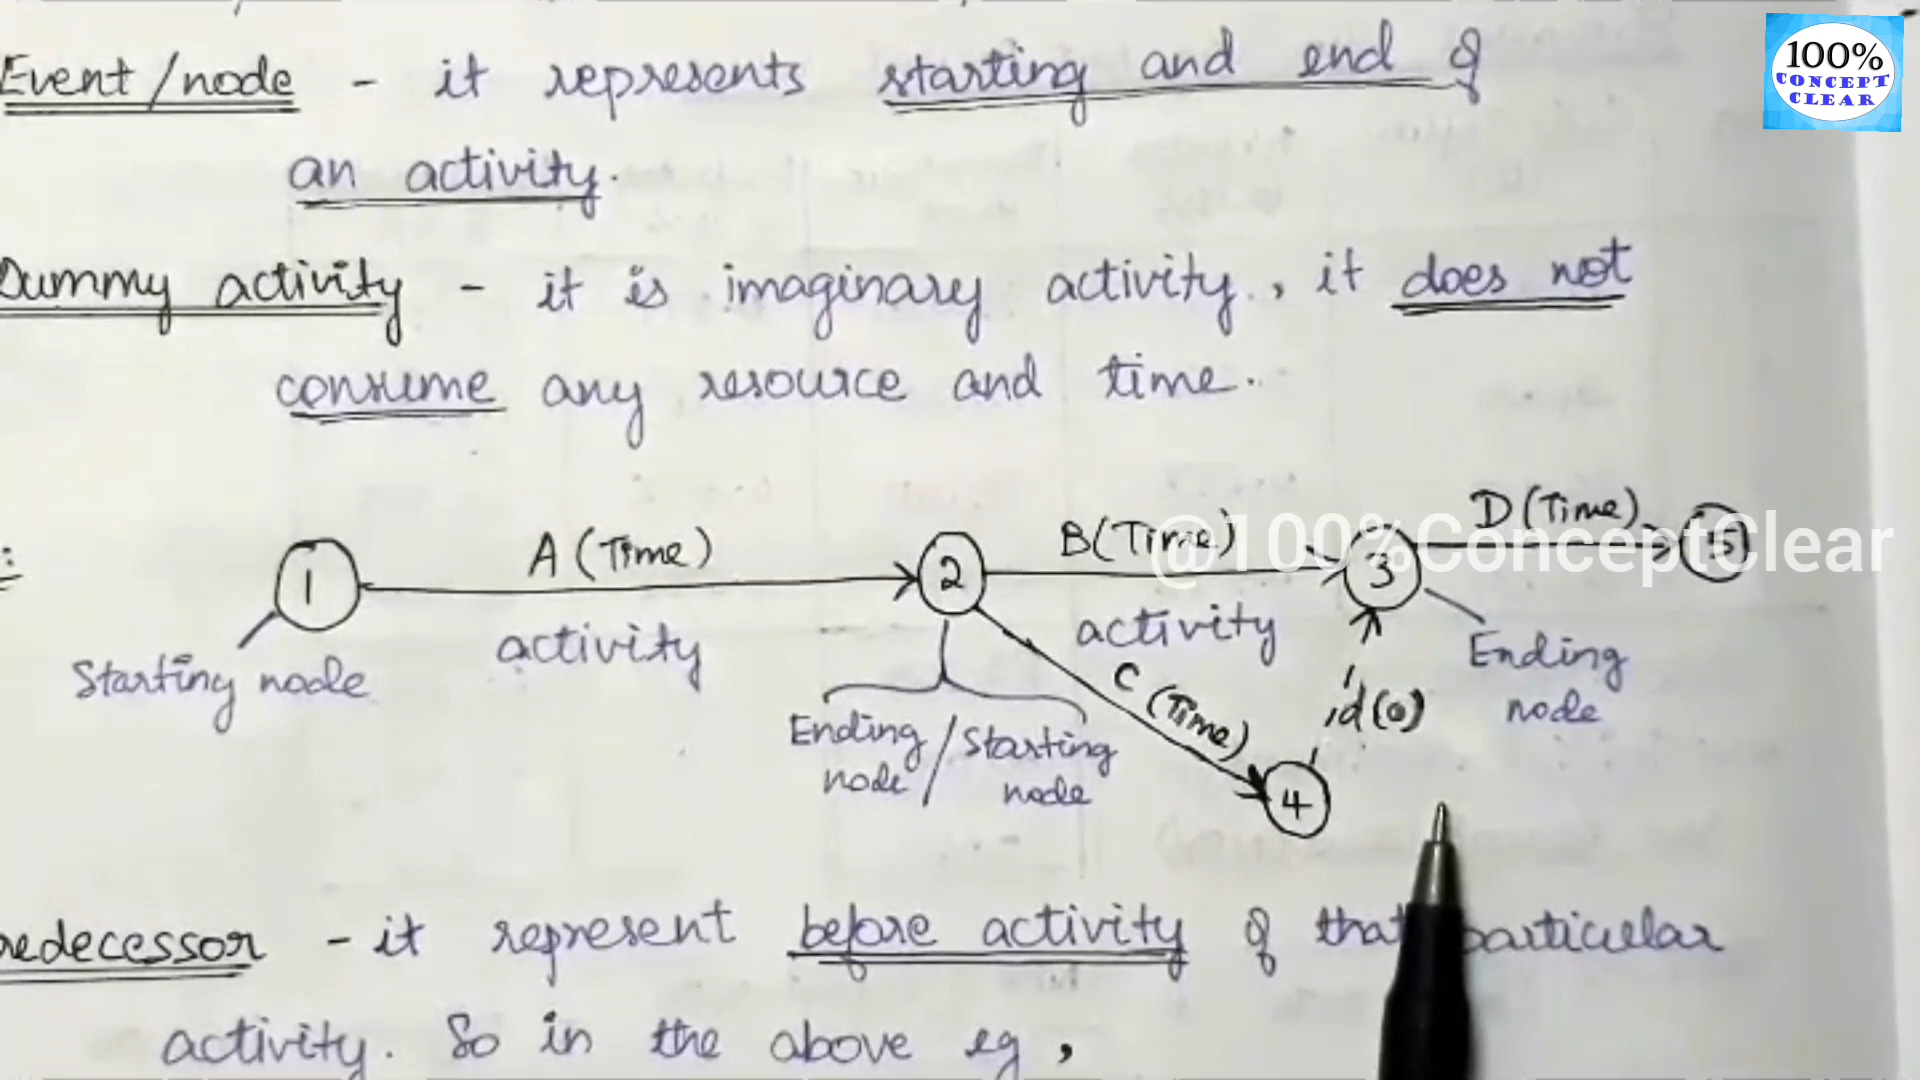 100%
CONCEPT
CLEAR
Event/node - it represents starting and end of
an activity.
Dummy activity - it is imaginary activity, it does not
consume any resource and time.
@100%ConceptClear
:
1
A (Time)
activity
Starting node
2
Ending node / Starting node
B(Time)
activity
C (Time)
3
D (Time)
5
Ending
node
d(0)
4
redecessor - it represent before activity of that particular
activity. So in the above eg,